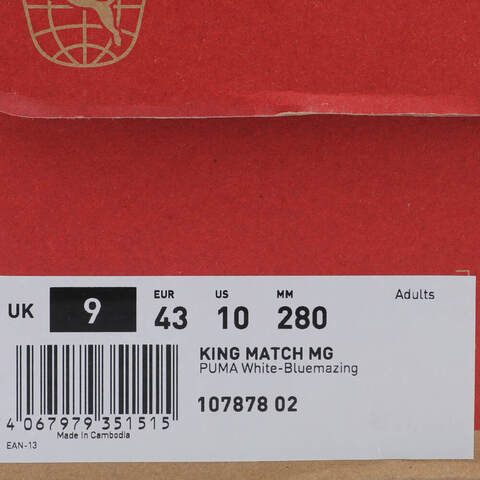 UK 9 EUR 43 US 10 MM 280 Adults
KING MATCH MG
PUMA White-Bluemazing
107878 02
4 067979 351515
Made in Cambodia
EAN-13